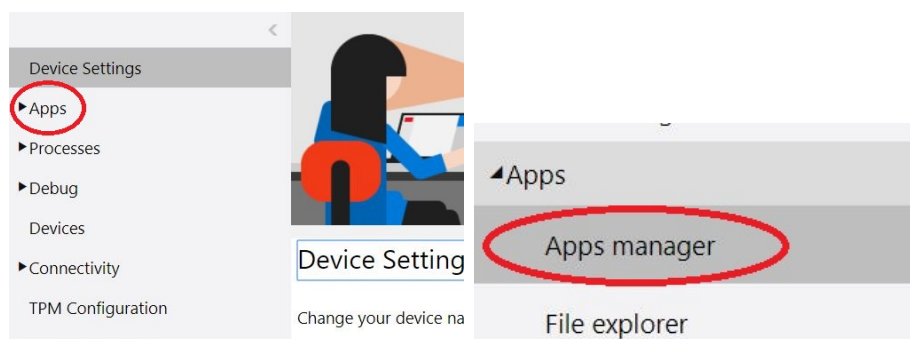 Device Settings
Apps
Processes
Debug
Devices
Connectivity
TPM Configuration
Device Setting
Change your device na
Apps
Apps manager
File explorer